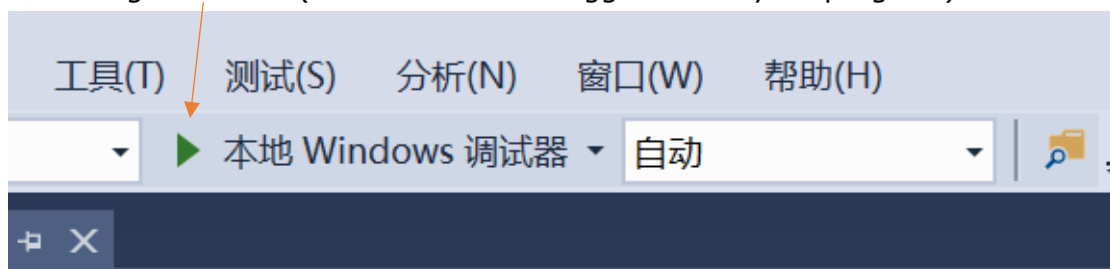 工具(T) 测试(S) 分析(N) 窗口(W) 帮助(H)
本地 Windows 调试器 自动